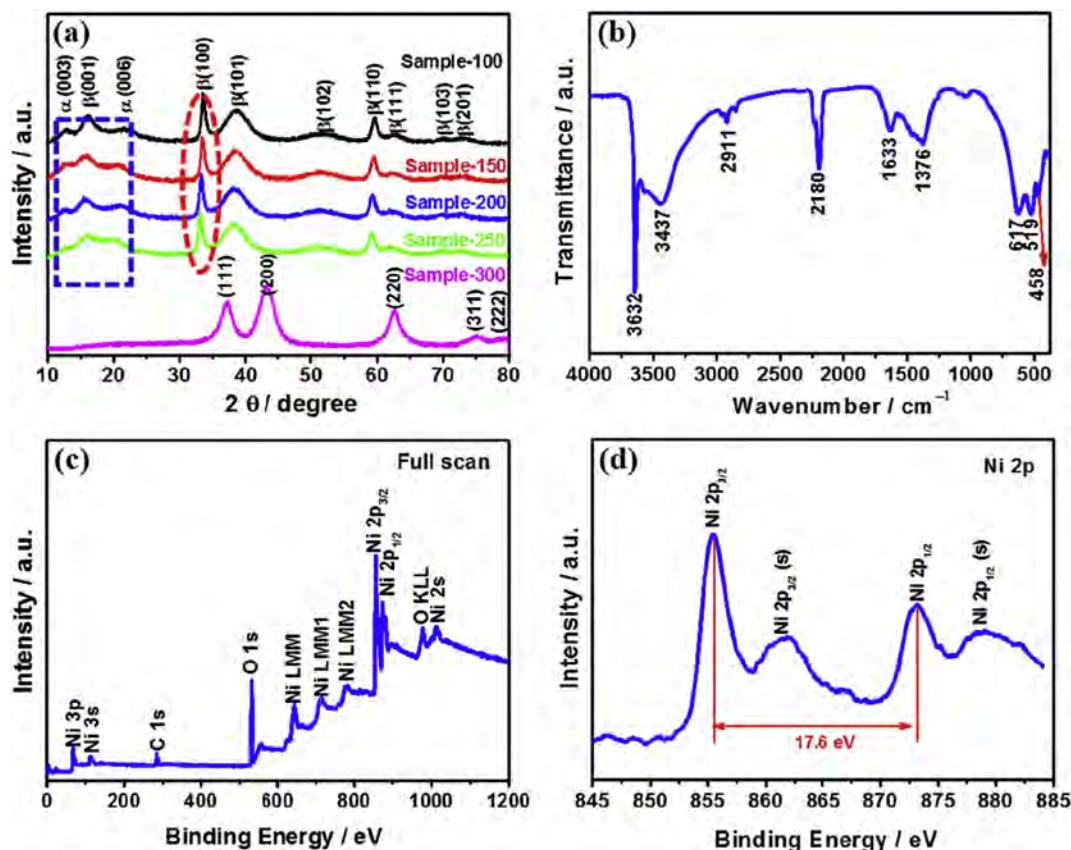 (a)
α (003)
β(001)
α (006)
β(100)
β(101)
β(102)
β(110)
β(111)
β(103)
β(201)
Sample-100
Sample-150
Sample-200
Sample-250
Sample-300
(111)
(200)
(220)
(311)
(222)
Intensity / a.u.
10 20 30 40 50 60 70 80
2 θ / degree
(b)
3632
3437
2911
2180
1633
1376
617
519
458
Transmittance / a.u.
4000 3500 3000 2500 2000 1500 1000 500
Wavenumber / cm⁻¹
(c)
Full scan
Ni 3p
Ni 3s
C 1s
O 1s
Ni LMM
Ni LMM1
Ni LMM2
Ni 2p3/2
Ni 2p1/2
O KLL
Ni 2s
Intensity / a.u.
0 200 400 600 800 1000 1200
Binding Energy / eV
(d)
Ni 2p
Ni 2p3/2
Ni 2p3/2 (s)
Ni 2p1/2
Ni 2p1/2 (s)
17.6 eV
Intensity / a.u.
845 850 855 860 865 870 875 880 885
Binding Energy / eV